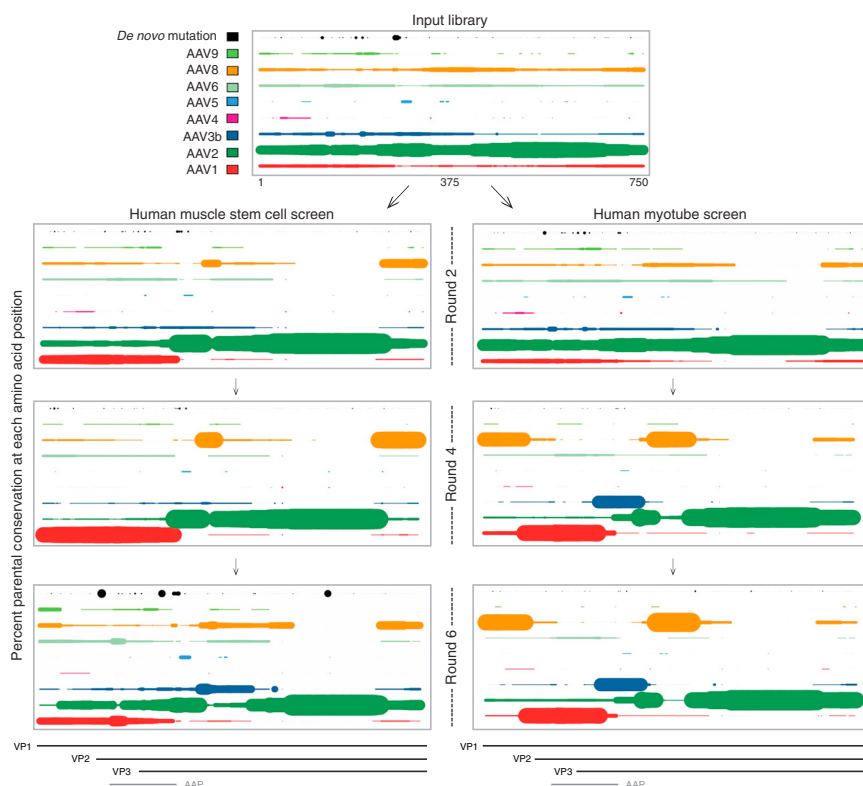 Input library
De novo mutation
AAV9
AAV8
AAV6
AAV5
AAV4
AAV3b
AAV2
AAV1
1 375 750
Human muscle stem cell screen
Human myotube screen
Percent parental conservation at each amino acid position
Round 2
Round 4
Round 6
VP1
VP2
VP3
AAP
VP1
VP2
VP3
AAP